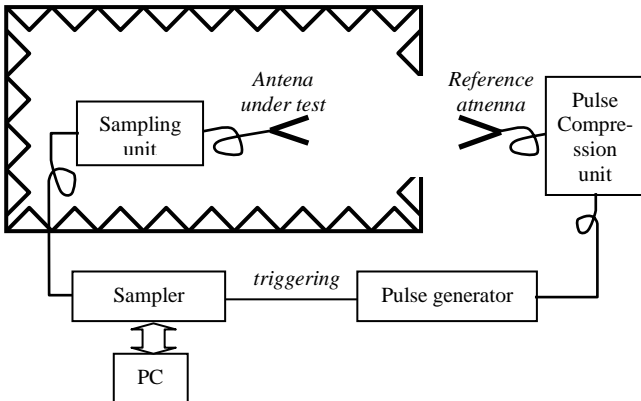 Antena
under test
Reference
atnenna
Sampling
unit
Pulse
Compre-
ssion
unit
Sampler
triggering
Pulse generator
PC